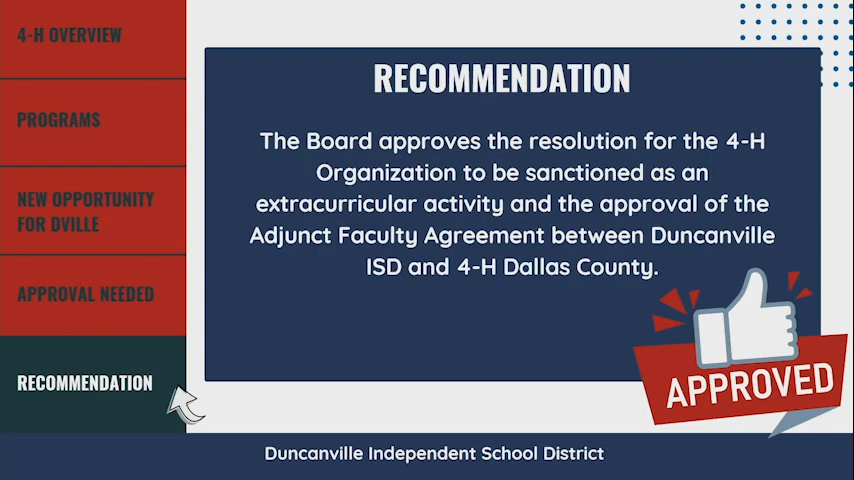 4-H OVERVIEW
PROGRAMS
NEW OPPORTUNITY
FOR DVILLE
APPROVAL NEEDED
RECOMMENDATION
RECOMMENDATION
The Board approves the resolution for the 4-H
Organization to be sanctioned as an
extracurricular activity and the approval of the
Adjunct Faculty Agreement between Duncanville
ISD and 4-H Dallas County.
APPROVED
Duncanville Independent School District